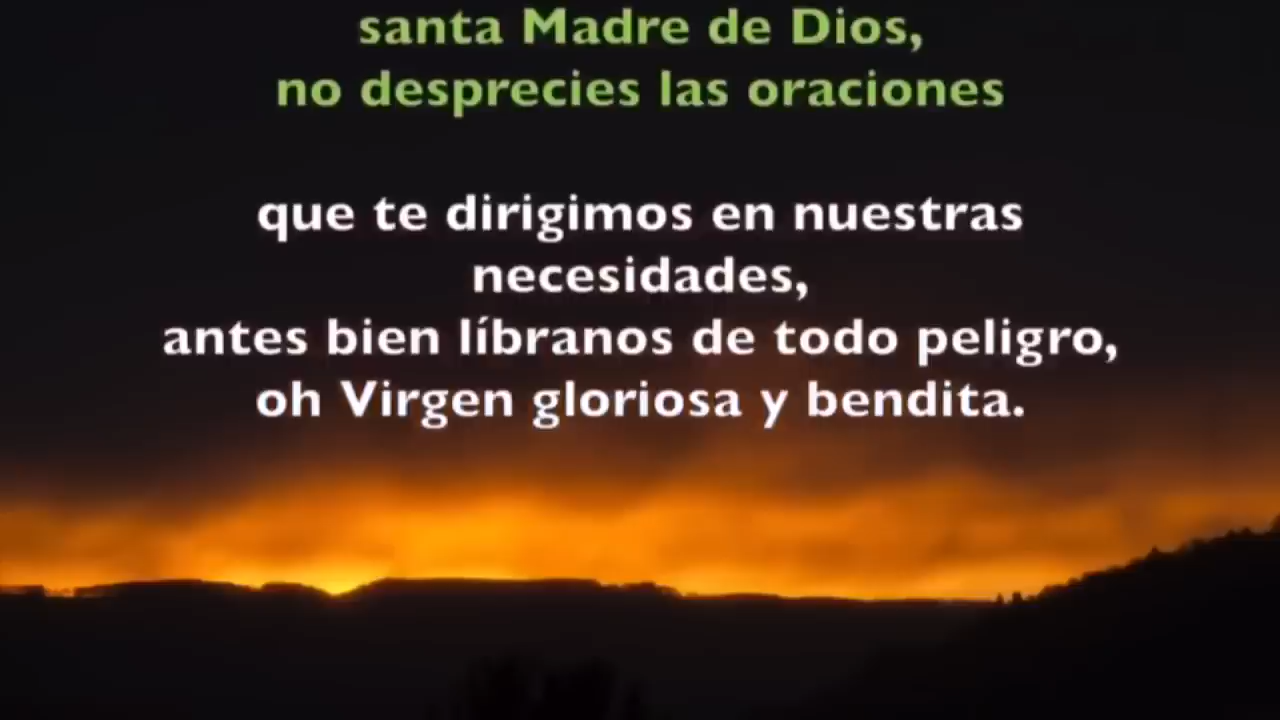 santa Madre de Dios,
no desprecies las oraciones
que te dirigimos en nuestras
necesidades,
antes bien líbranos de todo peligro,
oh Virgen gloriosa y bendita.